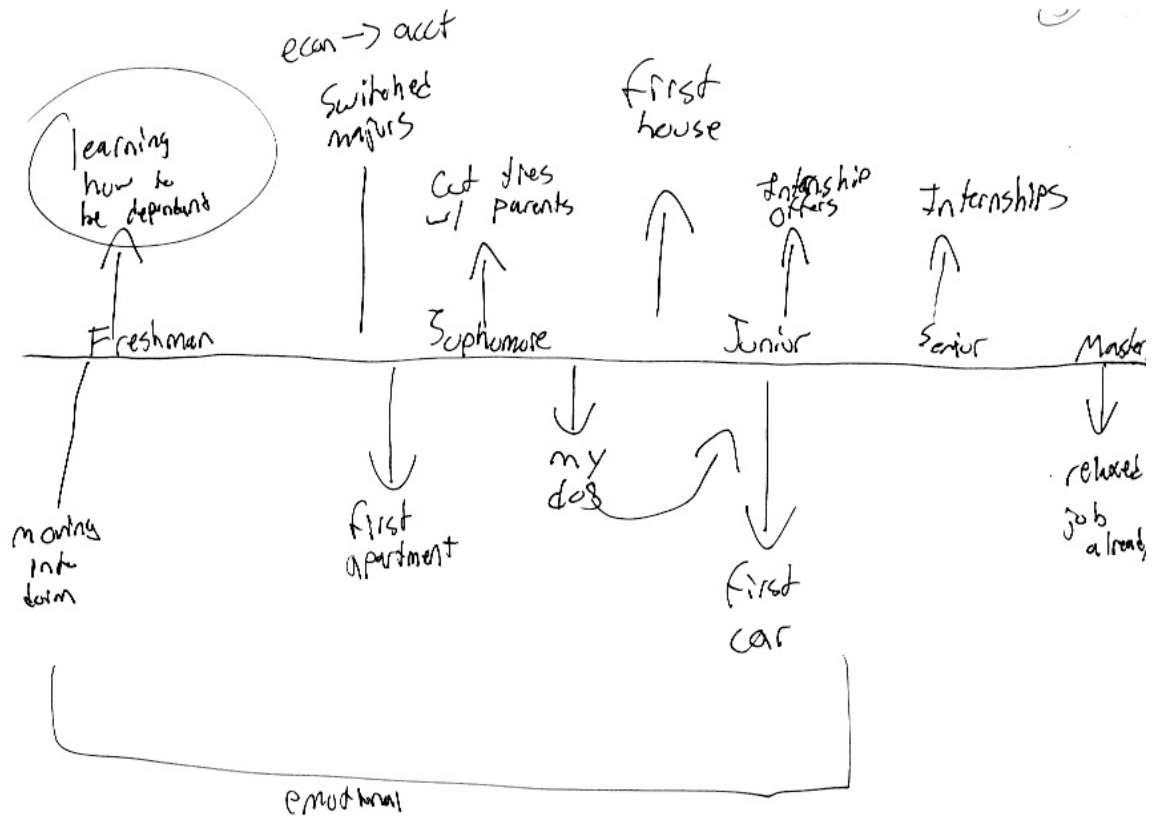 econ → acct
Switched
majors
learning
how to
be dependant
Cut ties
w/ parents
First
house
Internship
Offers
Internships
Freshman
Sophomore
Junior
Senior
Master
moving
into
dorm
First
apartment
my
dog
First
car
relaxed
job
already
emotional